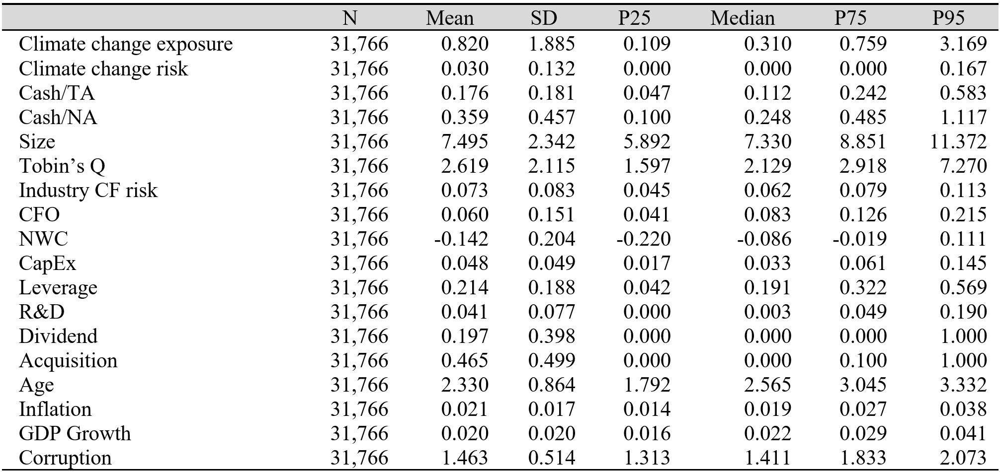 N Mean SD P25 Median P75 P95
Climate change exposure 31,766 0.820 1.885 0.109 0.310 0.759 3.169
Climate change risk 31,766 0.030 0.132 0.000 0.000 0.000 0.167
Cash/TA 31,766 0.176 0.181 0.047 0.112 0.242 0.583
Cash/NA 31,766 0.359 0.457 0.100 0.248 0.485 1.117
Size 31,766 7.495 2.342 5.892 7.330 8.851 11.372
Tobin’s Q 31,766 2.619 2.115 1.597 2.129 2.918 7.270
Industry CF risk 31,766 0.073 0.083 0.045 0.062 0.079 0.113
CFO 31,766 0.060 0.151 0.041 0.083 0.126 0.215
NWC 31,766 -0.142 0.204 -0.220 -0.086 -0.019 0.111
CapEx 31,766 0.048 0.049 0.017 0.033 0.061 0.145
Leverage 31,766 0.214 0.188 0.042 0.191 0.322 0.569
R&D 31,766 0.041 0.077 0.000 0.003 0.049 0.190
Dividend 31,766 0.197 0.398 0.000 0.000 0.000 1.000
Acquisition 31,766 0.465 0.499 0.000 0.000 0.100 1.000
Age 31,766 2.330 0.864 1.792 2.565 3.045 3.332
Inflation 31,766 0.021 0.017 0.014 0.019 0.027 0.038
GDP Growth 31,766 0.020 0.020 0.016 0.022 0.029 0.041
Corruption 31,766 1.463 0.514 1.313 1.411 1.833 2.073